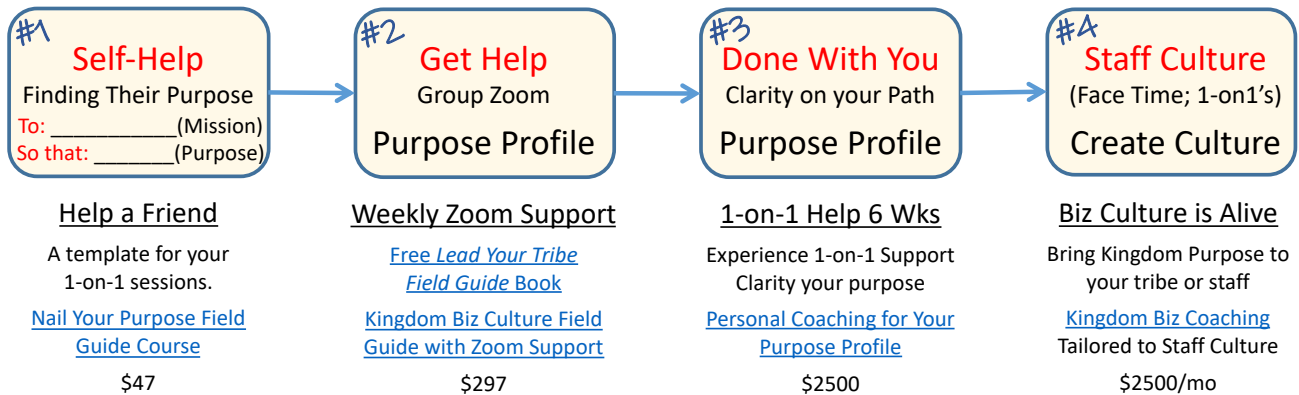 #1
Self-Help
Finding Their Purpose
To: ___________(Mission)
So that: _______(Purpose)
Help a Friend
A template for your
1-on-1 sessions.
Nail Your Purpose Field
Guide Course
$47
#2
Get Help
Group Zoom
Purpose Profile
Weekly Zoom Support
Free Lead Your Tribe
Field Guide Book
Kingdom Biz Culture Field
Guide with Zoom Support
$297
#3
Done With You
Clarity on your Path
Purpose Profile
1-on-1 Help 6 Wks
Experience 1-on-1 Support
Clarity your purpose
Personal Coaching for Your
Purpose Profile
$2500
#4
Staff Culture
(Face Time; 1-on1's)
Create Culture
Biz Culture is Alive
Bring Kingdom Purpose to
your tribe or staff
Kingdom Biz Coaching
Tailored to Staff Culture
$2500/mo